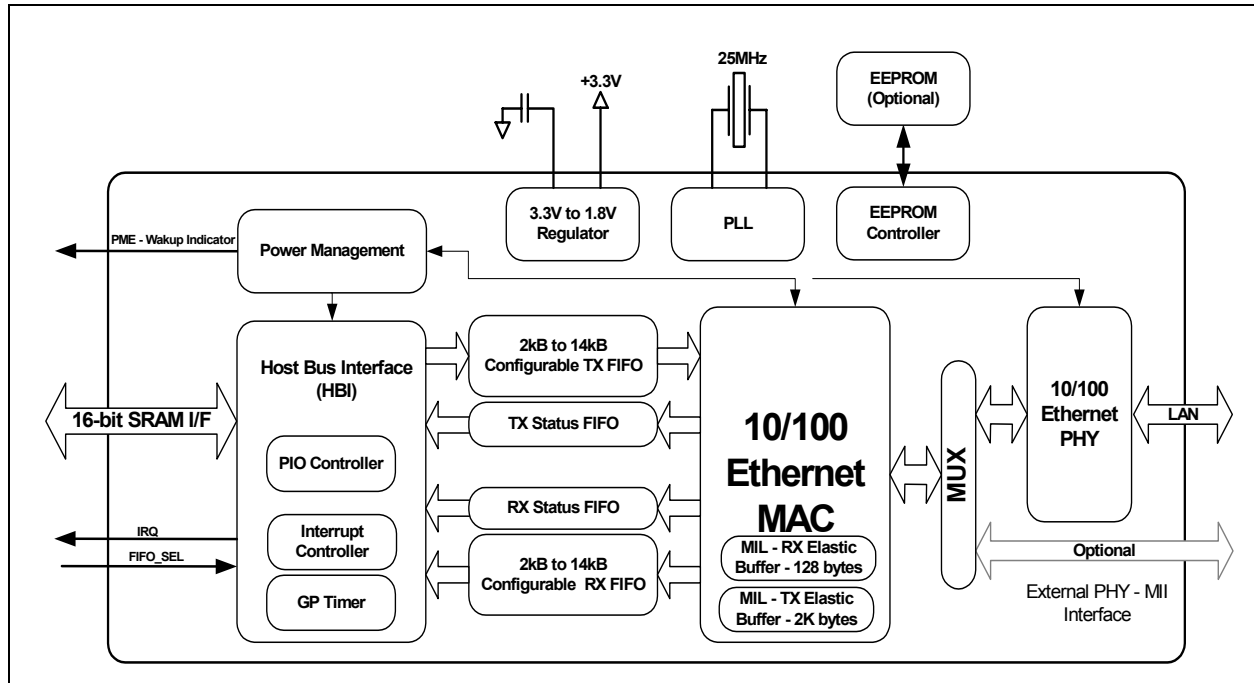 25MHz
+3.3V
EEPROM
(Optional)
3.3V to 1.8V
Regulator
PLL
EEPROM
Controller
PME - Wakup Indicator
Power Management
Host Bus Interface
(HBI)
2kB to 14kB
Configurable TX FIFO
16-bit SRAM I/F
TX Status FIFO
PIO Controller
RX Status FIFO
IRQ
Interrupt
Controller
FIFO_SEL
2kB to 14kB
Configurable RX FIFO
GP Timer
10/100
Ethernet
MAC
MIL - RX Elastic
Buffer - 128 bytes
MIL - TX Elastic
Buffer - 2K bytes
MUX
10/100
Ethernet
PHY
LAN
Optional
External PHY - MII
Interface